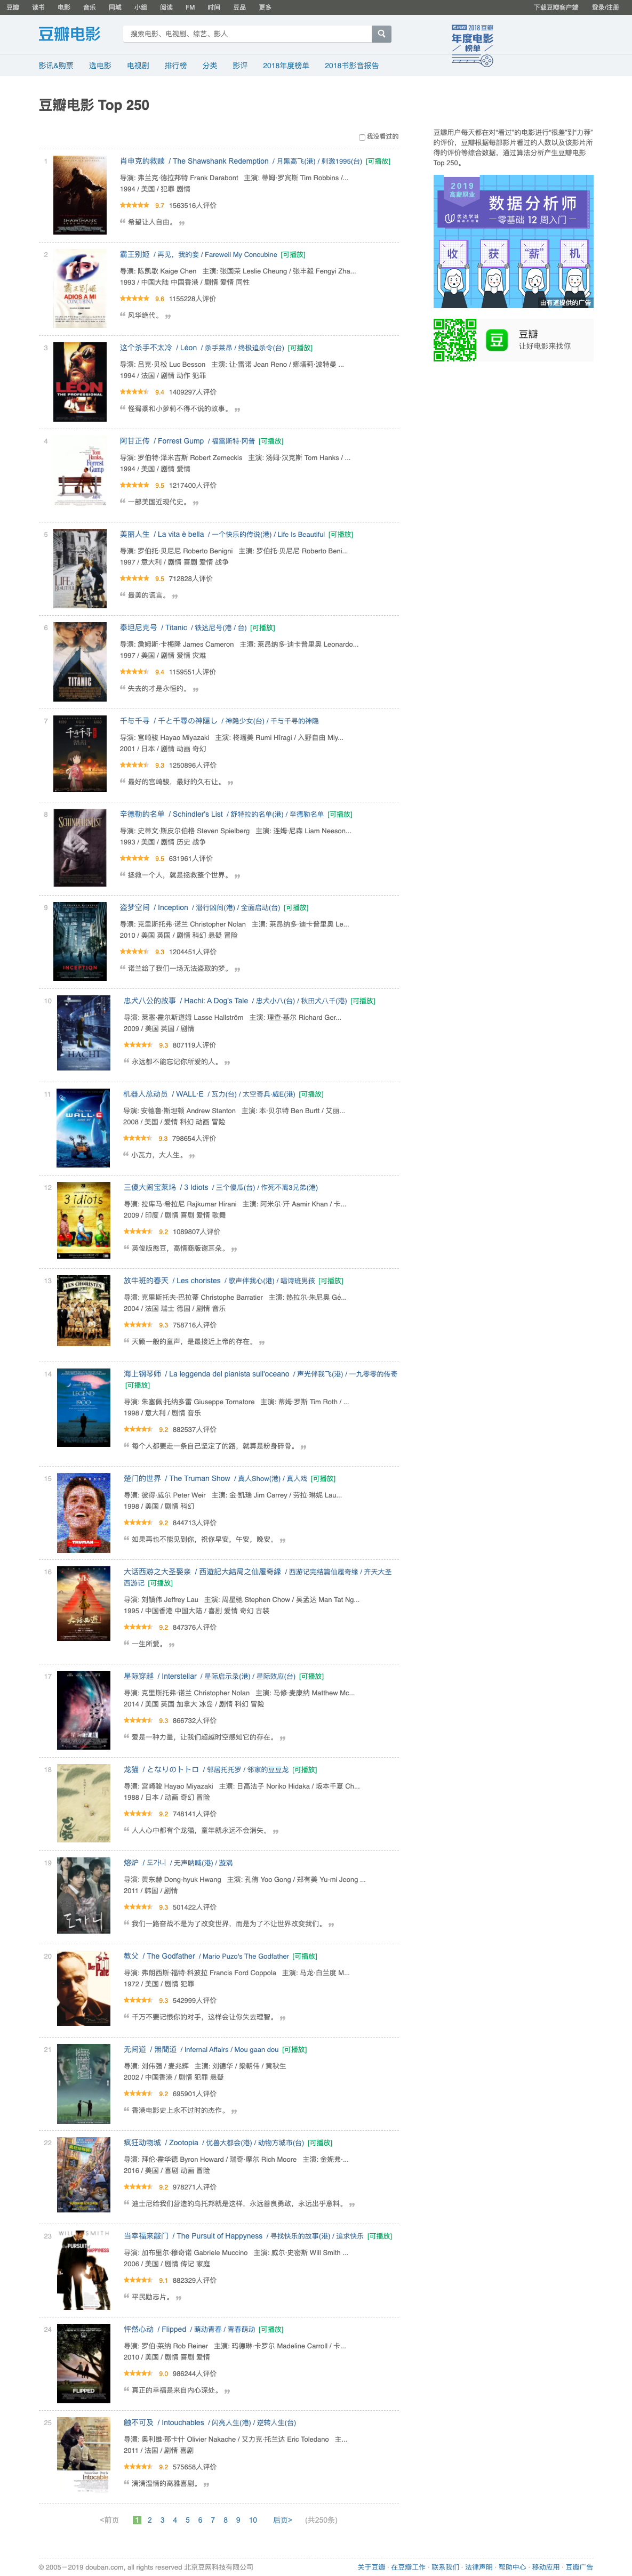 豆瓣 读书 电影 音乐 同城 小组 阅读 FM 时间 豆品 更多 下载豆瓣客户端 登录/注册
豆瓣电影
搜索电影、电视剧、综艺、影人
2018 豆瓣
年度电影
榜单
影讯&购票 选电影 电视剧 排行榜 分类 影评 2018年度榜单 2018书影音报告
豆瓣电影 Top 250
我没看过的
豆瓣用户每天都在对“看过”的电影进行“很差”到“力荐”
的评价，豆瓣根据每部影片看过的人数以及该影片所
得的评价等综合数据，通过算法分析产生豆瓣电影
Top 250。
2019
高薪职业
数据分析师
优达学城
零基础 12 周入门
收 获 “新” 机
由有道提供的广告
豆瓣
让好电影来找你
1 肖申克的救赎 / The Shawshank Redemption / 月黑高飞(港) / 刺激1995(台) [可播放]
导演: 弗兰克·德拉邦特 Frank Darabont 主演: 蒂姆·罗宾斯 Tim Robbins /...
1994 / 美国 / 犯罪 剧情
9.7 1563516人评价
“ 希望让人自由。 ”
2 霸王别姬 / 再见，我的妾 / Farewell My Concubine [可播放]
导演: 陈凯歌 Kaige Chen 主演: 张国荣 Leslie Cheung / 张丰毅 Fengyi Zha...
1993 / 中国大陆 中国香港 / 剧情 爱情 同性
9.6 1155228人评价
“ 风华绝代。 ”
3 这个杀手不太冷 / Léon / 杀手莱昂 / 终极追杀令(台) [可播放]
导演: 吕克·贝松 Luc Besson 主演: 让·雷诺 Jean Reno / 娜塔莉·波特曼 ...
1994 / 法国 / 剧情 动作 犯罪
9.4 1409297人评价
“ 怪蜀黍和小萝莉不得不说的故事。 ”
4 阿甘正传 / Forrest Gump / 福雷斯特·冈普 [可播放]
导演: 罗伯特·泽米吉斯 Robert Zemeckis 主演: 汤姆·汉克斯 Tom Hanks / ...
1994 / 美国 / 剧情 爱情
9.5 1217400人评价
“ 一部美国近现代史。 ”
5 美丽人生 / La vita è bella / 一个快乐的传说(港) / Life Is Beautiful [可播放]
导演: 罗伯托·贝尼尼 Roberto Benigni 主演: 罗伯托·贝尼尼 Roberto Beni...
1997 / 意大利 / 剧情 喜剧 爱情 战争
9.5 712828人评价
“ 最美的谎言。 ”
6 泰坦尼克号 / Titanic / 铁达尼号(港 / 台) [可播放]
导演: 詹姆斯·卡梅隆 James Cameron 主演: 莱昂纳多·迪卡普里奥 Leonardo...
1997 / 美国 / 剧情 爱情 灾难
9.4 1159551人评价
“ 失去的才是永恒的。 ”
7 千与千寻 / 千と千尋の神隠し / 神隐少女(台) / 千与千寻的神隐
导演: 宫崎骏 Hayao Miyazaki 主演: 柊瑠美 Rumi Hîragi / 入野自由 Miy...
2001 / 日本 / 剧情 动画 奇幻
9.3 1250896人评价
“ 最好的宫崎骏，最好的久石让。 ”
8 辛德勒的名单 / Schindler's List / 舒特拉的名单(港) / 辛德勒名单 [可播放]
导演: 史蒂文·斯皮尔伯格 Steven Spielberg 主演: 连姆·尼森 Liam Neeson...
1993 / 美国 / 剧情 历史 战争
9.5 631961人评价
“ 拯救一个人，就是拯救整个世界。 ”
9 盗梦空间 / Inception / 潜行凶间(港) / 全面启动(台) [可播放]
导演: 克里斯托弗·诺兰 Christopher Nolan 主演: 莱昂纳多·迪卡普里奥 Le...
2010 / 美国 英国 / 剧情 科幻 悬疑 冒险
9.3 1204451人评价
“ 诺兰给了我们一场无法盗取的梦。 ”
10 忠犬八公的故事 / Hachi: A Dog's Tale / 忠犬小八(台) / 秋田犬八千(港) [可播放]
导演: 莱塞·霍尔斯道姆 Lasse Hallström 主演: 理查·基尔 Richard Ger...
2009 / 美国 英国 / 剧情
9.3 807119人评价
“ 永远都不能忘记你所爱的人。 ”
11 机器人总动员 / WALL·E / 瓦力(台) / 太空奇兵·威E(港) [可播放]
导演: 安德鲁·斯坦顿 Andrew Stanton 主演: 本·贝尔特 Ben Burtt / 艾丽...
2008 / 美国 / 爱情 科幻 动画 冒险
9.3 798654人评价
“ 小瓦力，大人生。 ”
12 三傻大闹宝莱坞 / 3 Idiots / 三个傻瓜(台) / 作死不离3兄弟(港)
导演: 拉库马·希拉尼 Rajkumar Hirani 主演: 阿米尔·汗 Aamir Khan / 卡...
2009 / 印度 / 剧情 喜剧 爱情 歌舞
9.2 1089807人评价
“ 英俊版憨豆，高情商版谢耳朵。 ”
13 放牛班的春天 / Les choristes / 歌声伴我心(港) / 唱诗班男孩 [可播放]
导演: 克里斯托夫·巴拉蒂 Christophe Barratier 主演: 热拉尔·朱尼奥 Gé...
2004 / 法国 瑞士 德国 / 剧情 音乐
9.3 758716人评价
“ 天籁一般的童声，是最接近上帝的存在。 ”
14 海上钢琴师 / La leggenda del pianista sull'oceano / 声光伴我飞(港) / 一九零零的传奇
[可播放]
导演: 朱塞佩·托纳多雷 Giuseppe Tornatore 主演: 蒂姆·罗斯 Tim Roth / ...
1998 / 意大利 / 剧情 音乐
9.2 882537人评价
“ 每个人都要走一条自己坚定了的路，就算是粉身碎骨。 ”
15 楚门的世界 / The Truman Show / 真人Show(港) / 真人戏 [可播放]
导演: 彼得·威尔 Peter Weir 主演: 金·凯瑞 Jim Carrey / 劳拉·琳妮 Lau...
1998 / 美国 / 剧情 科幻
9.2 844713人评价
“ 如果再也不能见到你，祝你早安，午安，晚安。 ”
16 大话西游之大圣娶亲 / 西遊記大結局之仙履奇緣 / 西游记完结篇仙履奇缘 / 齐天大圣
西游记 [可播放]
导演: 刘镇伟 Jeffrey Lau 主演: 周星驰 Stephen Chow / 吴孟达 Man Tat Ng...
1995 / 中国香港 中国大陆 / 喜剧 爱情 奇幻 古装
9.2 847376人评价
“ 一生所爱。 ”
17 星际穿越 / Interstellar / 星际启示录(港) / 星际效应(台) [可播放]
导演: 克里斯托弗·诺兰 Christopher Nolan 主演: 马修·麦康纳 Matthew Mc...
2014 / 美国 英国 加拿大 冰岛 / 剧情 科幻 冒险
9.3 866732人评价
“ 爱是一种力量，让我们超越时空感知它的存在。 ”
18 龙猫 / となりのトトロ / 邻居托托罗 / 邻家的豆豆龙 [可播放]
导演: 宫崎骏 Hayao Miyazaki 主演: 日高法子 Noriko Hidaka / 坂本千夏 Ch...
1988 / 日本 / 动画 奇幻 冒险
9.2 748141人评价
“ 人人心中都有个龙猫，童年就永远不会消失。 ”
19 熔炉 / 도가니 / 无声呐喊(港) / 漩涡
导演: 黄东赫 Dong-hyuk Hwang 主演: 孔侑 Yoo Gong / 郑有美 Yu-mi Jeong ...
2011 / 韩国 / 剧情
9.3 501422人评价
“ 我们一路奋战不是为了改变世界，而是为了不让世界改变我们。 ”
20 教父 / The Godfather / Mario Puzo's The Godfather [可播放]
导演: 弗朗西斯·福特·科波拉 Francis Ford Coppola 主演: 马龙·白兰度 M...
1972 / 美国 / 剧情 犯罪
9.3 542999人评价
“ 千万不要记恨你的对手，这样会让你失去理智。 ”
21 无间道 / 無間道 / Infernal Affairs / Mou gaan dou [可播放]
导演: 刘伟强 / 麦兆辉 主演: 刘德华 / 梁朝伟 / 黄秋生
2002 / 中国香港 / 剧情 犯罪 悬疑
9.2 695901人评价
“ 香港电影史上永不过时的杰作。 ”
22 疯狂动物城 / Zootopia / 优兽大都会(港) / 动物方城市(台) [可播放]
导演: 拜伦·霍华德 Byron Howard / 瑞奇·摩尔 Rich Moore 主演: 金妮弗·...
2016 / 美国 / 喜剧 动画 冒险
9.2 978271人评价
“ 迪士尼给我们营造的乌托邦就是这样，永远善良勇敢，永远出乎意料。 ”
23 当幸福来敲门 / The Pursuit of Happyness / 寻找快乐的故事(港) / 追求快乐 [可播放]
导演: 加布里尔·穆奇诺 Gabriele Muccino 主演: 威尔·史密斯 Will Smith ...
2006 / 美国 / 剧情 传记 家庭
9.1 882329人评价
“ 平民励志片。 ”
24 怦然心动 / Flipped / 萌动青春 / 青春萌动 [可播放]
导演: 罗伯·莱纳 Rob Reiner 主演: 玛德琳·卡罗尔 Madeline Carroll / 卡...
2010 / 美国 / 剧情 喜剧 爱情
9.0 986244人评价
“ 真正的幸福是来自内心深处。 ”
25 触不可及 / Intouchables / 闪亮人生(港) / 逆转人生(台)
导演: 奥利维·那卡什 Olivier Nakache / 艾力克·托兰达 Eric Toledano 主...
2011 / 法国 / 剧情 喜剧
9.2 575658人评价
“ 满满温情的高雅喜剧。 ”
<前页 1 2 3 4 5 6 7 8 9 10 后页> (共250条)
© 2005－2019 douban.com, all rights reserved 北京豆网科技有限公司 关于豆瓣 · 在豆瓣工作 · 联系我们 · 法律声明 · 帮助中心 · 移动应用 · 豆瓣广告